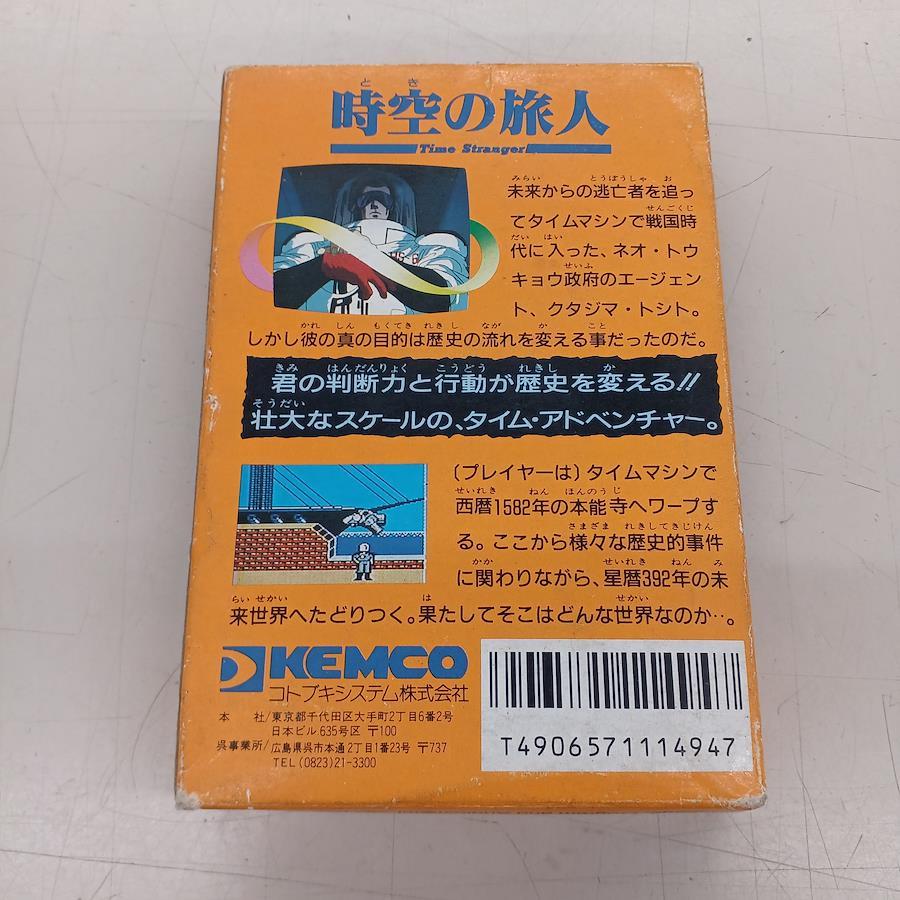 時空の旅人
Time Stranger
未来からの逃亡者を追っ
てタイムマシンで戦国時
代に入った、ネオ・トウ
キョウ政府のエージェン
ト、クタジマ・トシト。
しかし彼の真の目的は歴史の流れを変える事だったのだ。
君の判断力と行動が歴史を変える!!
壮大なスケールの、タイム・アドベンチャー。
(プレイヤーは)タイムマシンで
西暦1582年の本能寺へワープす
る。ここから様々な歴史的事件
に関わりながら、星暦392年の未
来世界へたどりつく。果たしてそこはどんな世界なのか…。
KEMCO
コトブキシステム株式会社
本 社/東京都千代田区大手町2丁目6番2号
日本ビル635号区 〒100
呉事業所/広島県呉市本通2丁目1番23号 〒737
TEL(0823)21-3300
T4906571114947